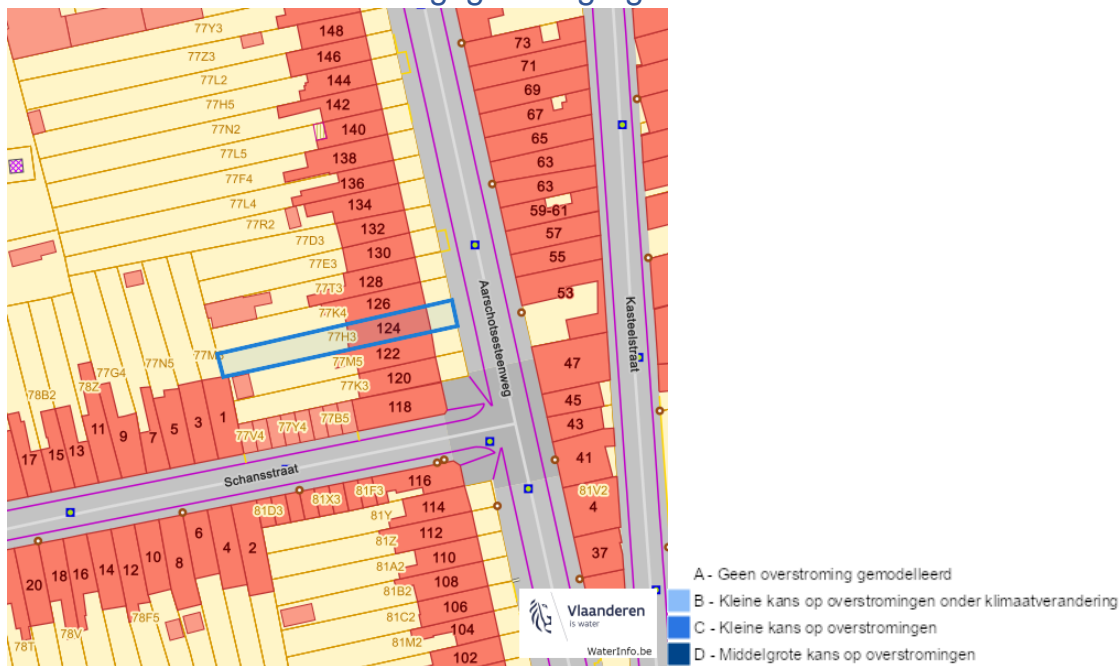 77Y3
148
73
77Z3
146
71
77L2
144
69
77H5
142
67
77N2
140
65
77L5
138
63
77F4
136
63
77L4
134
59-61
77R2
132
57
77D3
130
55
77E3
128
53
77T3
126
77K4
124
77H3
122
47
77M5
120
45
77K3
118
43
77B5
41
77Y4
77V4
Aarschotsesteenweg
Kasteelstraat
77N5
77G4
78Z
78B2
17
15
13
11
9
7
5
3
1
Schansstraat
116
81F3
81X3
81D3
81Y
114
81V2
4
81Z
112
37
81A2
110
81B2
108
81C2
106
81M2
104
102
20
18
16
14
12
10
8
6
4
2
78F5
78V
78T
Vlaanderen
is water
WaterInfo.be
A - Geen overstroming gemodelleerd
B - Kleine kans op overstromingen onder klimaatverandering
C - Kleine kans op overstromingen
D - Middelgrote kans op overstromingen